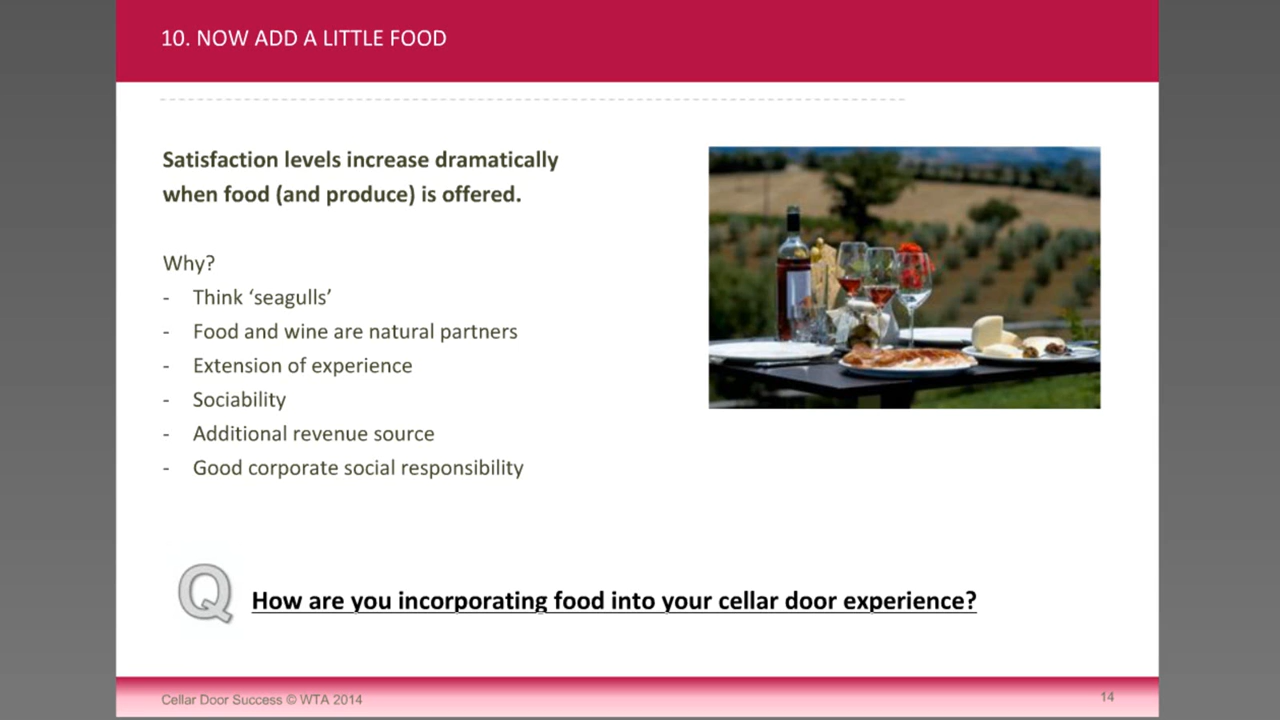 10. NOW ADD A LITTLE FOOD
Satisfaction levels increase dramatically
when food (and produce) is offered.
Why?
- Think ‘seagulls’
- Food and wine are natural partners
- Extension of experience
- Sociability
- Additional revenue source
- Good corporate social responsibility
Q How are you incorporating food into your cellar door experience?
Cellar Door Success © WTA 2014
14